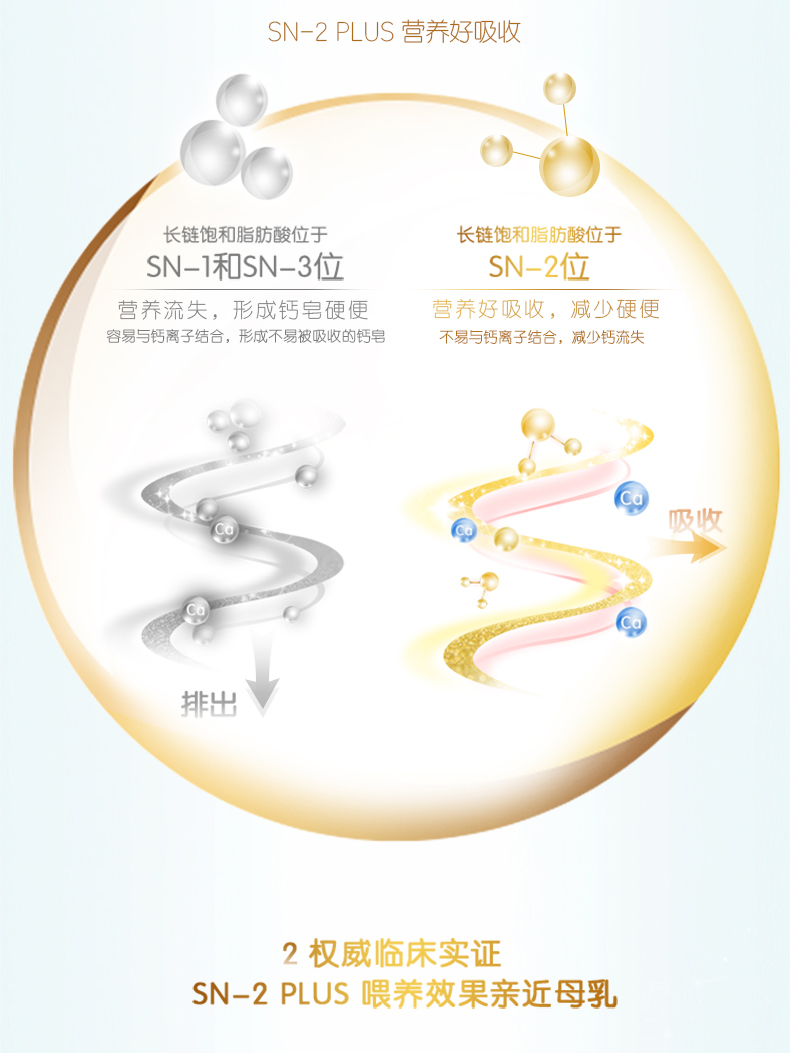 SN-2 PLUS 营养好吸收
长链饱和脂肪酸位于
SN-1和SN-3位
营养流失，形成钙皂硬便
容易与钙离子结合，形成不易被吸收的钙皂
长链饱和脂肪酸位于
SN-2位
营养好吸收，减少硬便
不易与钙离子结合，减少钙流失
Ca
Ca
排出
Ca
Ca
吸收
Ca
2 权威临床实证
SN-2 PLUS 喂养效果亲近母乳